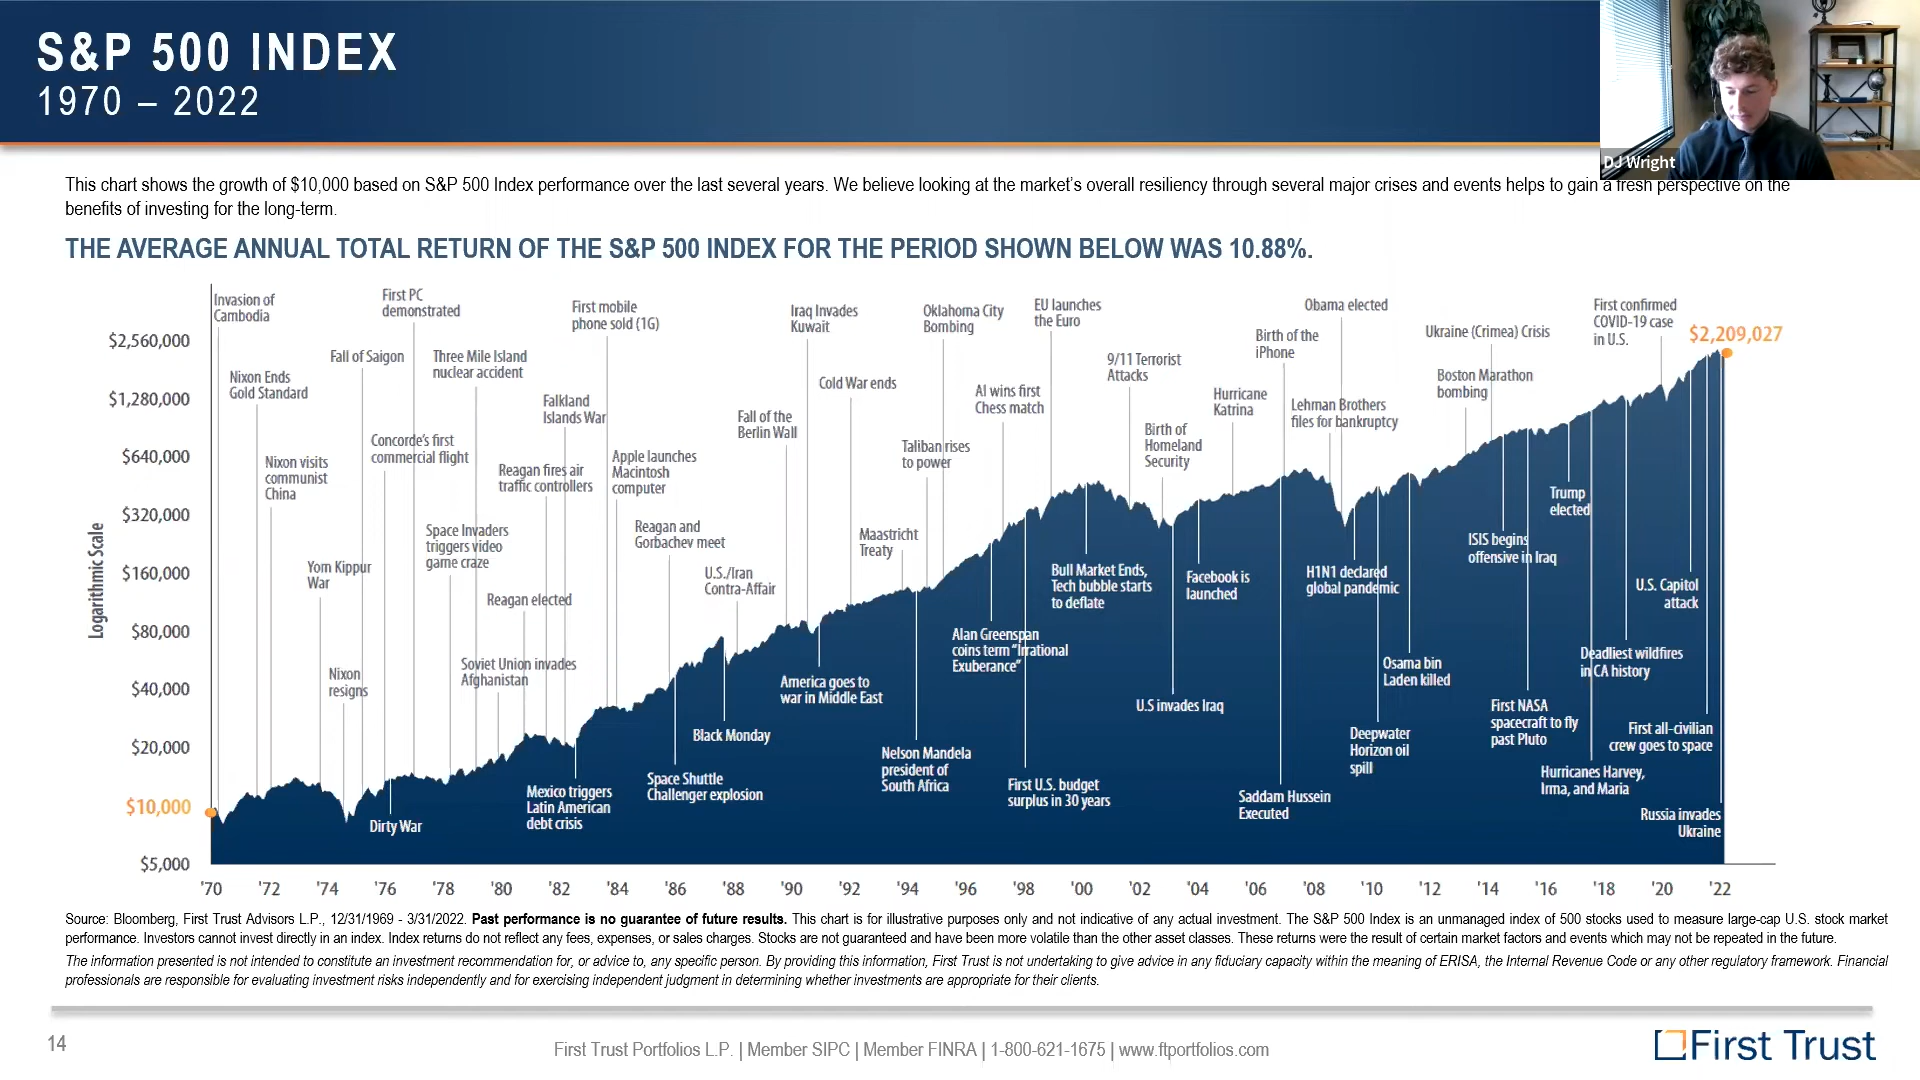 S&P 500 INDEX
1970 – 2022
DJ Wright
This chart shows the growth of $10,000 based on S&P 500 Index performance over the last several years. We believe looking at the market's overall resiliency through several major crises and events helps to gain a fresh perspective on the
benefits of investing for the long-term.
THE AVERAGE ANNUAL TOTAL RETURN OF THE S&P 500 INDEX FOR THE PERIOD SHOWN BELOW WAS 10.88%.
Logarithmic Scale
$2,560,000
$1,280,000
$640,000
$320,000
$160,000
$80,000
$40,000
$20,000
$10,000
$5,000
Invasion of
Cambodia
Nixon Ends
Gold Standard
Nixon visits
communist
China
Yom Kippur
War
Nixon
resigns
Fall of Saigon
First PC
demonstrated
Concorde's first
commercial flight
Dirty War
Three Mile Island
nuclear accident
Space Invaders
triggers video
game craze
Soviet Union invades
Afghanistan
Reagan elected
Reagan fires air
traffic controllers
Falkland
Islands War
Mexico triggers
Latin American
debt crisis
First mobile
phone sold (1G)
Apple launches
Macintosh
computer
Reagan and
Gorbachev meet
Space Shuttle
Challenger explosion
U.S./Iran
Contra-Affair
Black Monday
Fall of the
Berlin Wall
Iraq Invades
Kuwait
America goes to
war in Middle East
Cold War ends
Maastricht
Treaty
Nelson Mandela
president of
South Africa
Taliban rises
to power
Oklahoma City
Bombing
Alan Greenspan
coins term "Irrational
Exuberance"
AI wins first
Chess match
First U.S. budget
surplus in 30 years
EU launches
the Euro
Bull Market Ends,
Tech bubble starts
to deflate
9/11 Terrorist
Attacks
Birth of
Homeland
Security
U.S invades Iraq
Facebook is
launched
Hurricane
Katrina
Saddam Hussein
Executed
Birth of the
iPhone
Lehman Brothers
files for bankruptcy
Obama elected
H1N1 declared
global pandemic
Deepwater
Horizon oil
spill
Osama bin
Laden killed
Boston Marathon
bombing
Ukraine (Crimea) Crisis
ISIS begins
offensive in Iraq
First NASA
spacecraft to fly
past Pluto
Trump
elected
Hurricanes Harvey,
Irma, and Maria
Deadliest wildfires
in CA history
First confirmed
COVID-19 case
in U.S.
U.S. Capitol
attack
First all-civilian
crew goes to space
Russia invades
Ukraine
$2,209,027
'70 '72 '74 '76 '78 '80 '82 '84 '86 '88 '90 '92 '94 '96 '98 '00 '02 '04 '06 '08 '10 '12 '14 '16 '18 '20 '22
Source: Bloomberg, First Trust Advisors L.P., 12/31/1969 - 3/31/2022. Past performance is no guarantee of future results. This chart is for illustrative purposes only and not indicative of any actual investment. The S&P 500 Index is an unmanaged index of 500 stocks used to measure large-cap U.S. stock market
performance. Investors cannot invest directly in an index. Index returns do not reflect any fees, expenses, or sales charges. Stocks are not guaranteed and have been more volatile than the other asset classes. These returns were the result of certain market factors and events which may not be repeated in the future.
The information presented is not intended to constitute an investment recommendation for, or advice to, any specific person. By providing this information, First Trust is not undertaking to give advice in any fiduciary capacity within the meaning of ERISA, the Internal Revenue Code or any other regulatory framework. Financial
professionals are responsible for evaluating investment risks independently and for exercising independent judgment in determining whether investments are appropriate for their clients.
14
First Trust Portfolios L.P. | Member SIPC | Member FINRA | 1-800-621-1675 | www.ftportfolios.com
First Trust